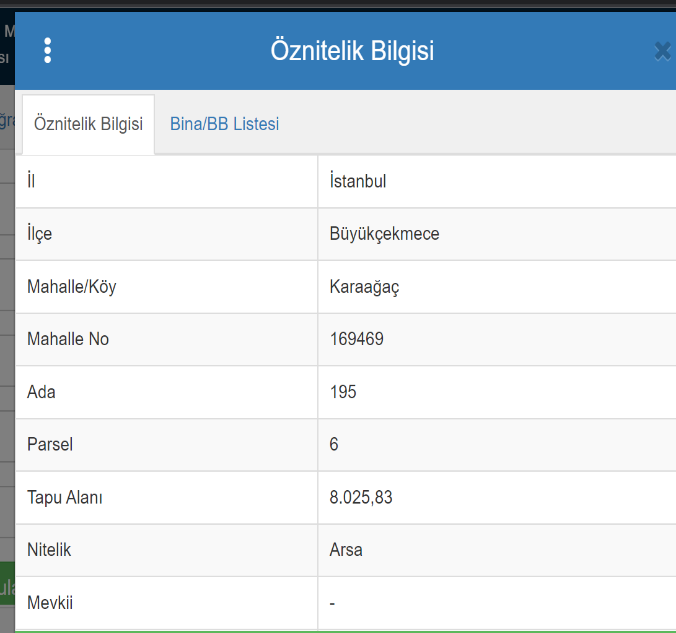 Öznitelik Bilgisi
Öznitelik Bilgisi Bina/BB Listesi
İl İstanbul
İlçe Büyükçekmece
Mahalle/Köy Karaağaç
Mahalle No 169469
Ada 195
Parsel 6
Tapu Alanı 8.025,83
Nitelik Arsa
Mevkii -